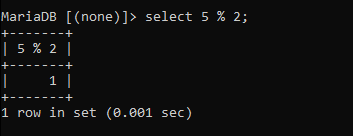 MariaDB [(none)]> select 5 % 2;
+-------+
| 5 % 2 |
+-------+
|     1 |
+-------+
1 row in set (0.001 sec)